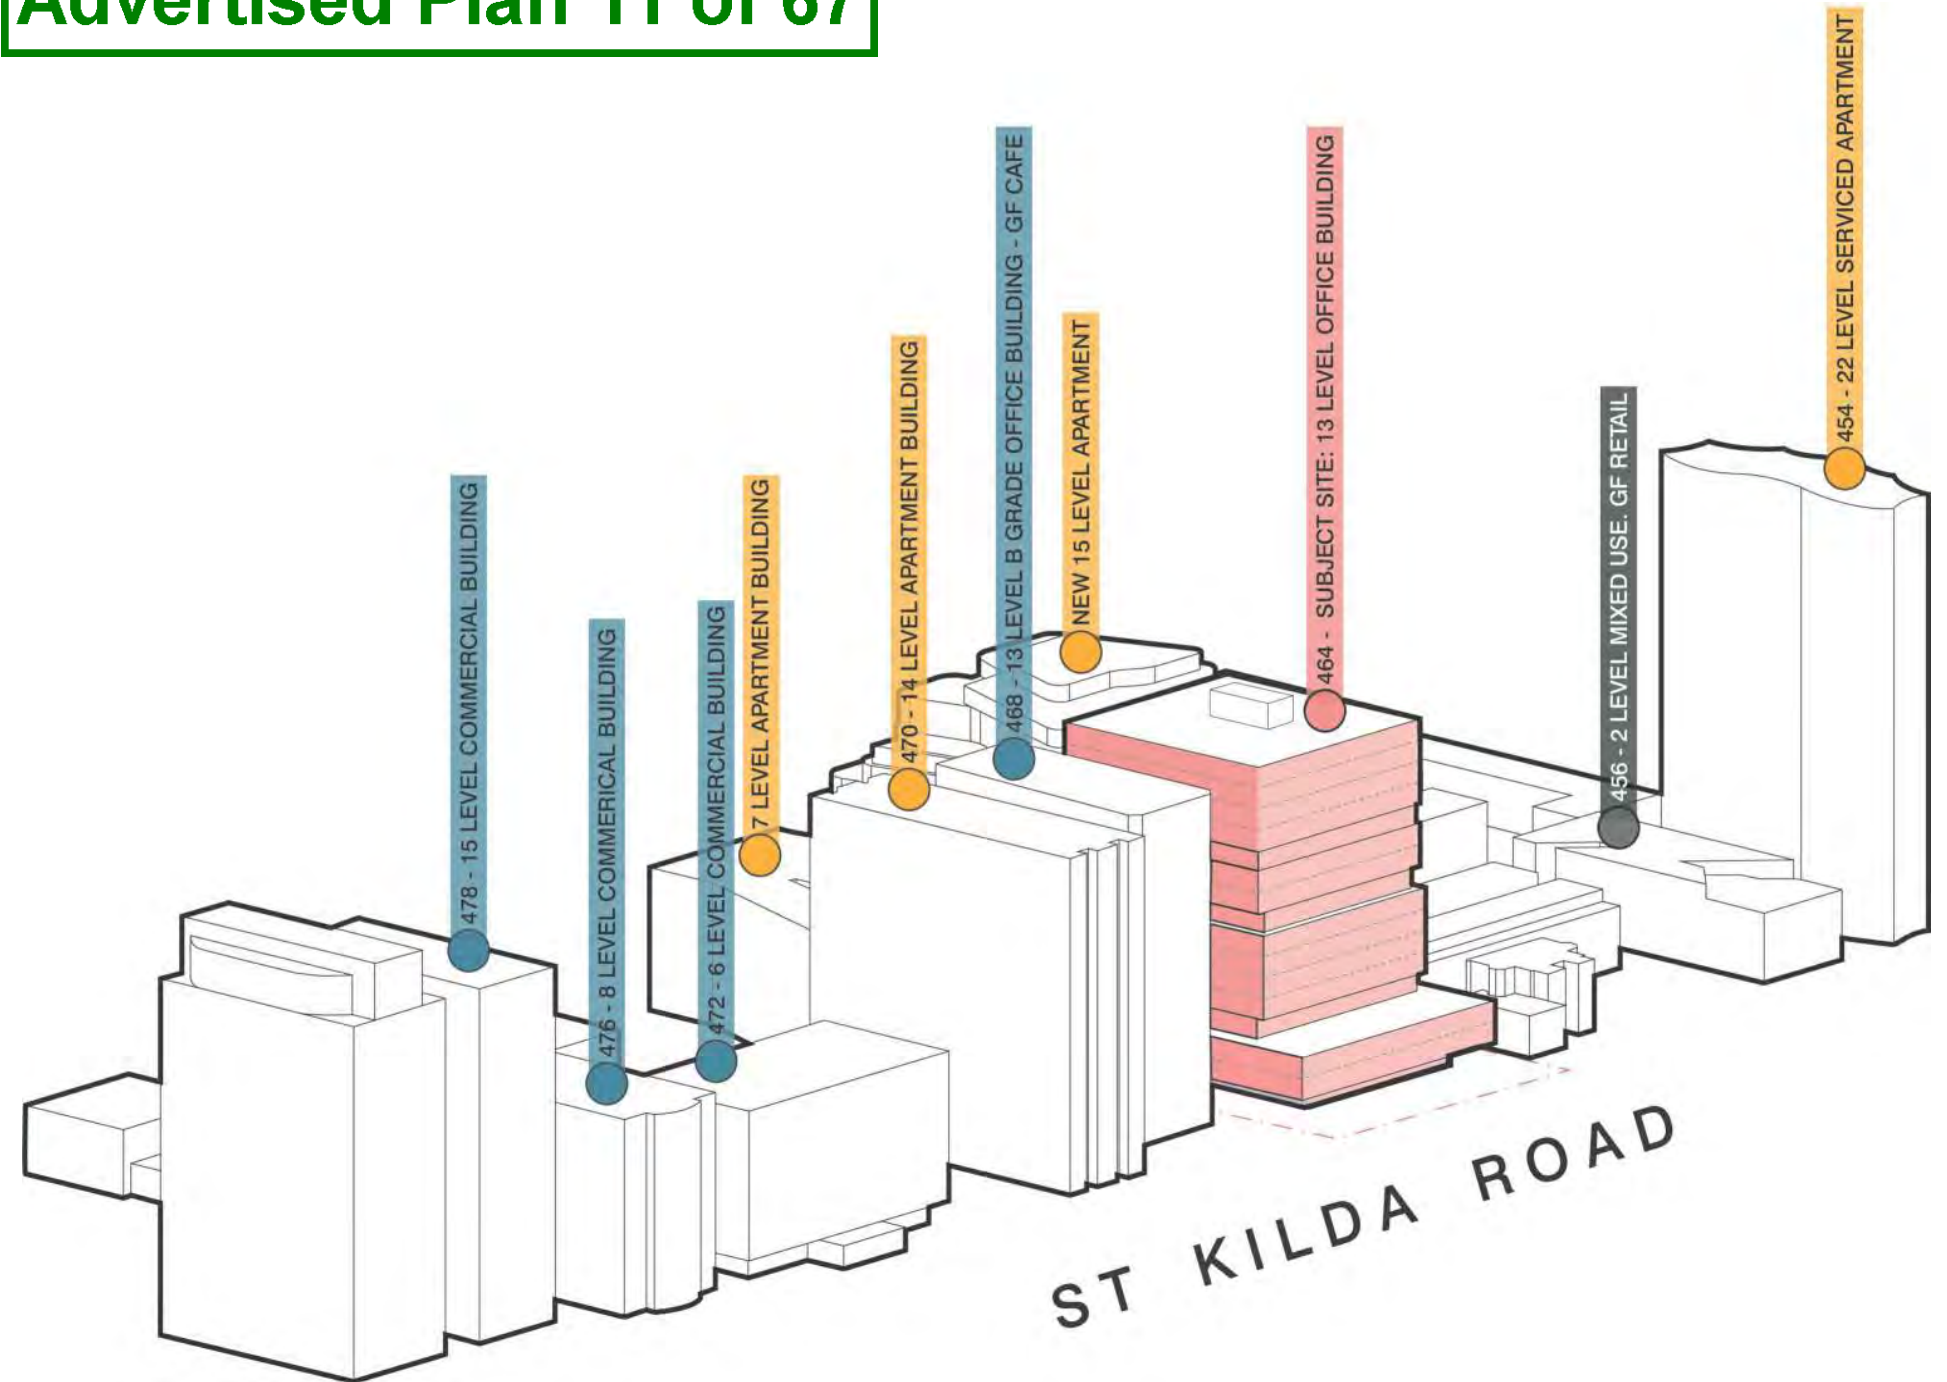 Advertised Plan 11 of 67
478 - 15 LEVEL COMMERCIAL BUILDING
476 - 8 LEVEL COMMERICAL BUILDING
472 - 6 LEVEL COMMERCIAL BUILDING
7 LEVEL APARTMENT BUILDING
470 - 14 LEVEL APARTMENT BUILDING
468 - 13 LEVEL B GRADE OFFICE BUILDING - GF CAFE
NEW 15 LEVEL APARTMENT
464 - SUBJECT SITE: 13 LEVEL OFFICE BUILDING
456 - 2 LEVEL MIXED USE. GF RETAIL
454 - 22 LEVEL SERVICED APARTMENT
ST KILDA ROAD